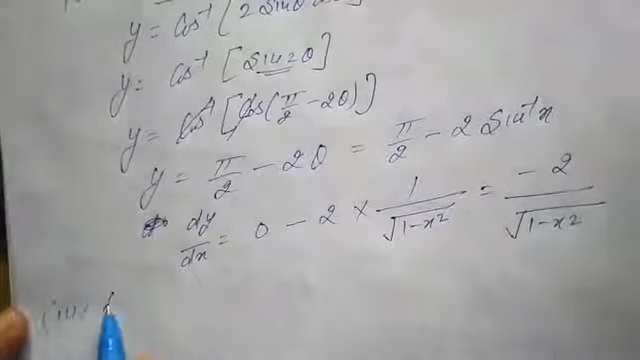 y = Cos⁻¹ [2 Sinθ
y = Cos⁻¹ [Sin2θ]
y = Cos⁻¹ [Cos(π/2 - 2θ)]
y = π/2 - 2θ = π/2 - 2 Sin⁻¹x
dy/dx = 0 - 2 × 1/√1-x² = -2/√1-x²
(iii)